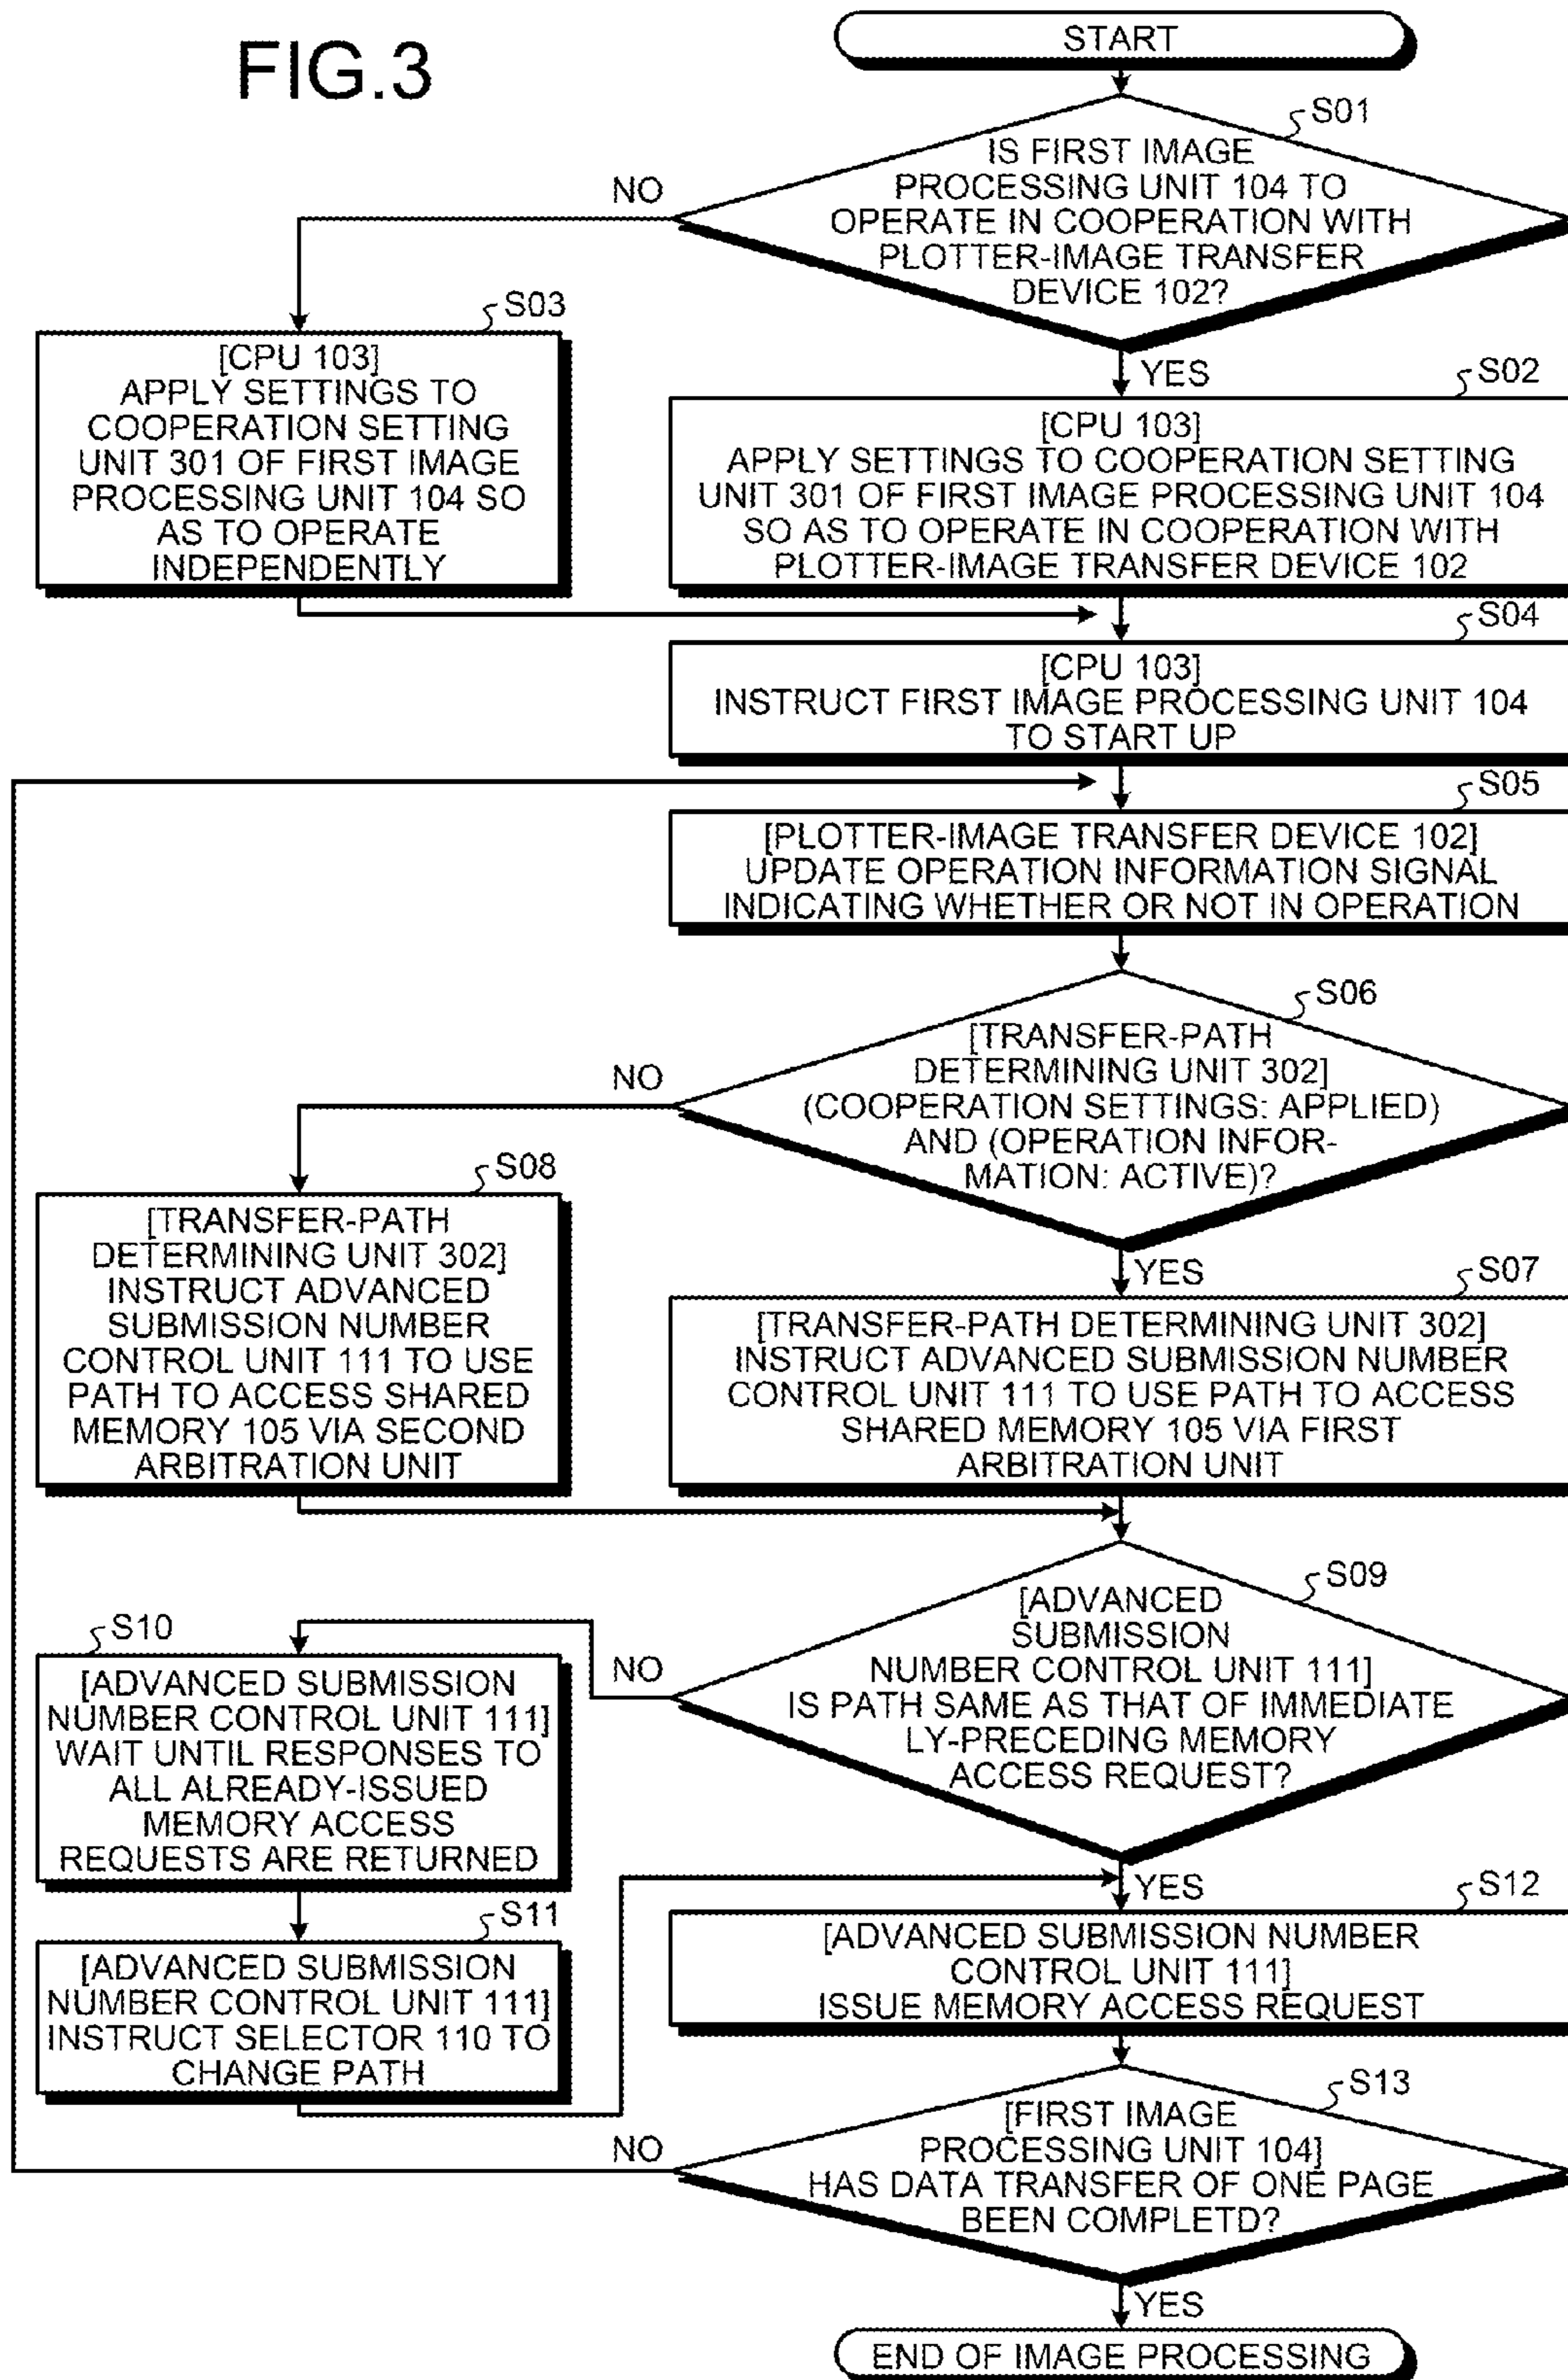 FIG.3
START
S01
IS FIRST IMAGE
PROCESSING UNIT 104 TO
OPERATE IN COOPERATION WITH
PLOTTER-IMAGE TRANSFER
DEVICE 102?
NO
YES
S03
[CPU 103]
APPLY SETTINGS TO
COOPERATION SETTING
UNIT 301 OF FIRST IMAGE
PROCESSING UNIT 104 SO
AS TO OPERATE
INDEPENDENTLY
S02
[CPU 103]
APPLY SETTINGS TO COOPERATION SETTING
UNIT 301 OF FIRST IMAGE PROCESSING UNIT 104
SO AS TO OPERATE IN COOPERATION WITH
PLOTTER-IMAGE TRANSFER DEVICE 102
S04
[CPU 103]
INSTRUCT FIRST IMAGE PROCESSING UNIT 104
TO START UP
S05
[PLOTTER-IMAGE TRANSFER DEVICE 102]
UPDATE OPERATION INFORMATION SIGNAL
INDICATING WHETHER OR NOT IN OPERATION
S06
[TRANSFER-PATH
DETERMINING UNIT 302]
(COOPERATION SETTINGS: APPLIED)
AND (OPERATION INFOR-
MATION: ACTIVE)?
NO
YES
S08
[TRANSFER-PATH
DETERMINING UNIT 302]
INSTRUCT ADVANCED
SUBMISSION NUMBER
CONTROL UNIT 111 TO USE
PATH TO ACCESS SHARED
MEMORY 105 VIA SECOND
ARBITRATION UNIT
S07
[TRANSFER-PATH DETERMINING UNIT 302]
INSTRUCT ADVANCED SUBMISSION NUMBER
CONTROL UNIT 111 TO USE PATH TO ACCESS
SHARED MEMORY 105 VIA FIRST
ARBITRATION UNIT
S09
[ADVANCED
SUBMISSION
NUMBER CONTROL UNIT 111]
IS PATH SAME AS THAT OF IMMEDIATE
LY-PRECEDING MEMORY
ACCESS REQUEST?
NO
YES
S10
[ADVANCED SUBMISSION
NUMBER CONTROL UNIT 111]
WAIT UNTIL RESPONSES TO
ALL ALREADY-ISSUED
MEMORY ACCESS
REQUESTS ARE RETURNED
S11
[ADVANCED SUBMISSION
NUMBER CONTROL UNIT 111]
INSTRUCT SELECTOR 110 TO
CHANGE PATH
S12
[ADVANCED SUBMISSION NUMBER
CONTROL UNIT 111]
ISSUE MEMORY ACCESS REQUEST
S13
[FIRST IMAGE
PROCESSING UNIT 104]
HAS DATA TRANSFER OF ONE PAGE
BEEN COMPLETD?
NO
YES
END OF IMAGE PROCESSING